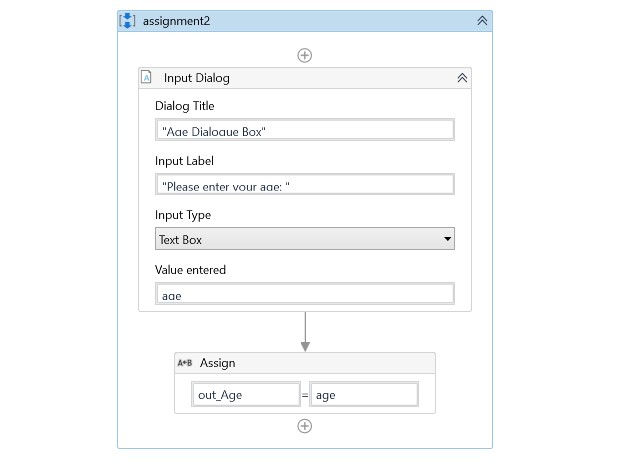 assignment2
A Input Dialog
Dialog Title
"Age Dialogue Box"
Input Label
"Please enter your age: "
Input Type
Text Box
Value entered
age
A+B Assign
out_Age = age